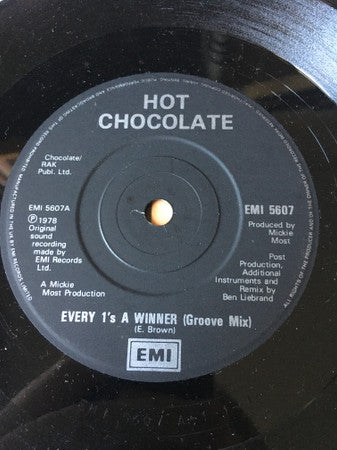 HOT
CHOCOLATE
Chocolate/
RAK
Publ. Ltd.
EMI 5607A
Ⓟ1978
Original
sound
recording
made by
EMI Records
Ltd.
A Mickie
Most Production
EMI 5607
Produced by
Mickie
Most
Post
Production,
Additional
Instruments and
Remix by
Ben Liebrand
EVERY 1's A WINNER (Groove Mix)
(E. Brown)
EMI